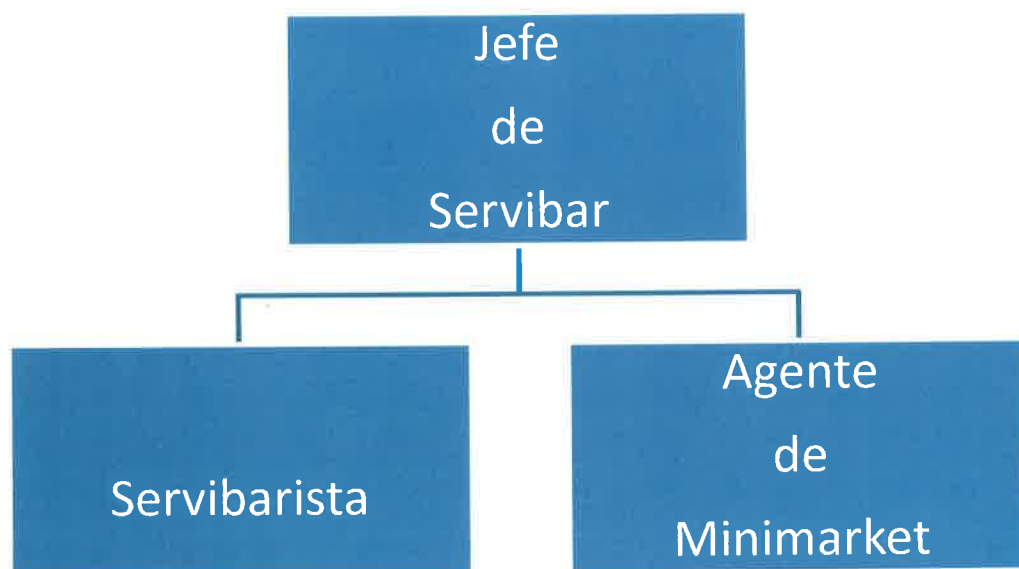 Jefe
de
Servibar
Servibarista
Agente
de
Minimarket